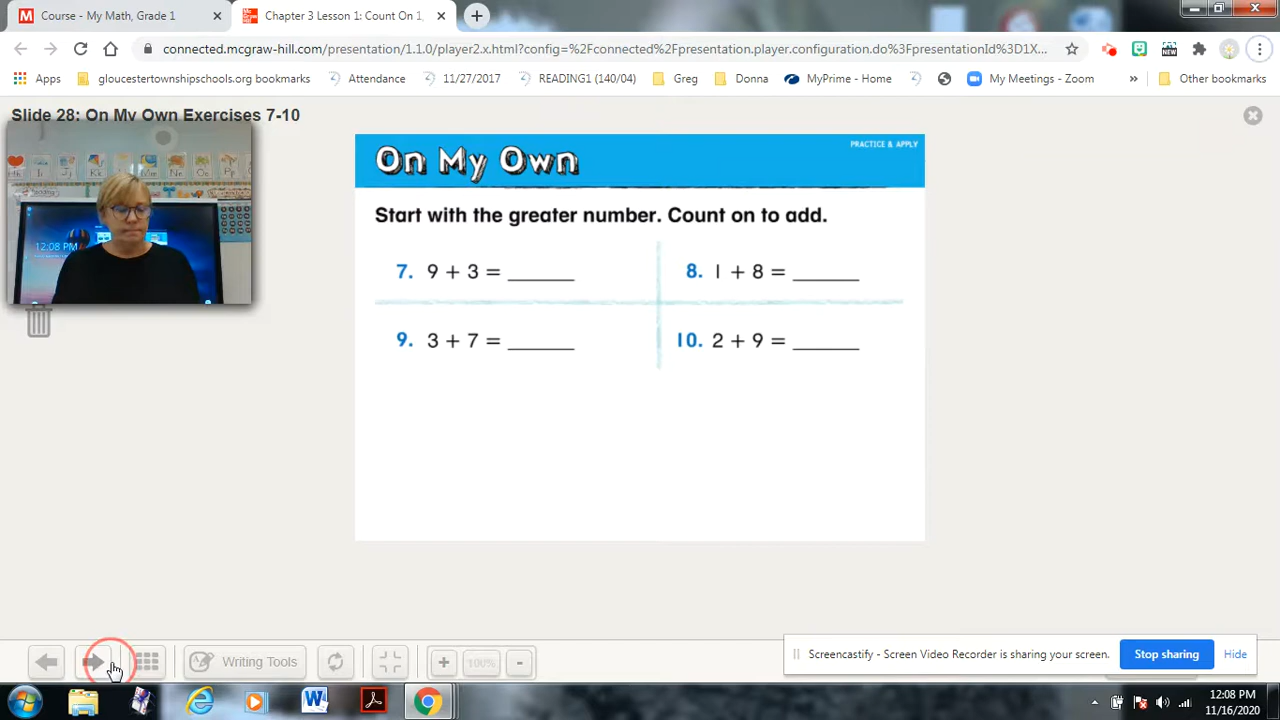 Course - My Math, Grade 1
Chapter 3 Lesson 1: Count On 1,
connected.mcgraw-hill.com/presentation/1.1.0/player2.x.html?config=%2Fconnected%2Fpresentation.player.configuration.do%3FpresentationId%3D1X...
Apps
gloucestertownshipschools.org bookmarks
Attendance
11/27/2017
READING1 (140/04)
Greg
Donna
MyPrime - Home
My Meetings - Zoom
»
Other bookmarks
Slide 28: On My Own Exercises 7-10
12:08 PM
On My Own
PRACTICE & APPLY
Start with the greater number. Count on to add.
7. 9 + 3 = ______
8. 1 + 8 = ______
9. 3 + 7 = ______
10. 2 + 9 = ______
Writing Tools
+
100%
-
Screencastify - Screen Video Recorder is sharing your screen.
Stop sharing
Hide
12:08 PM
11/16/2020